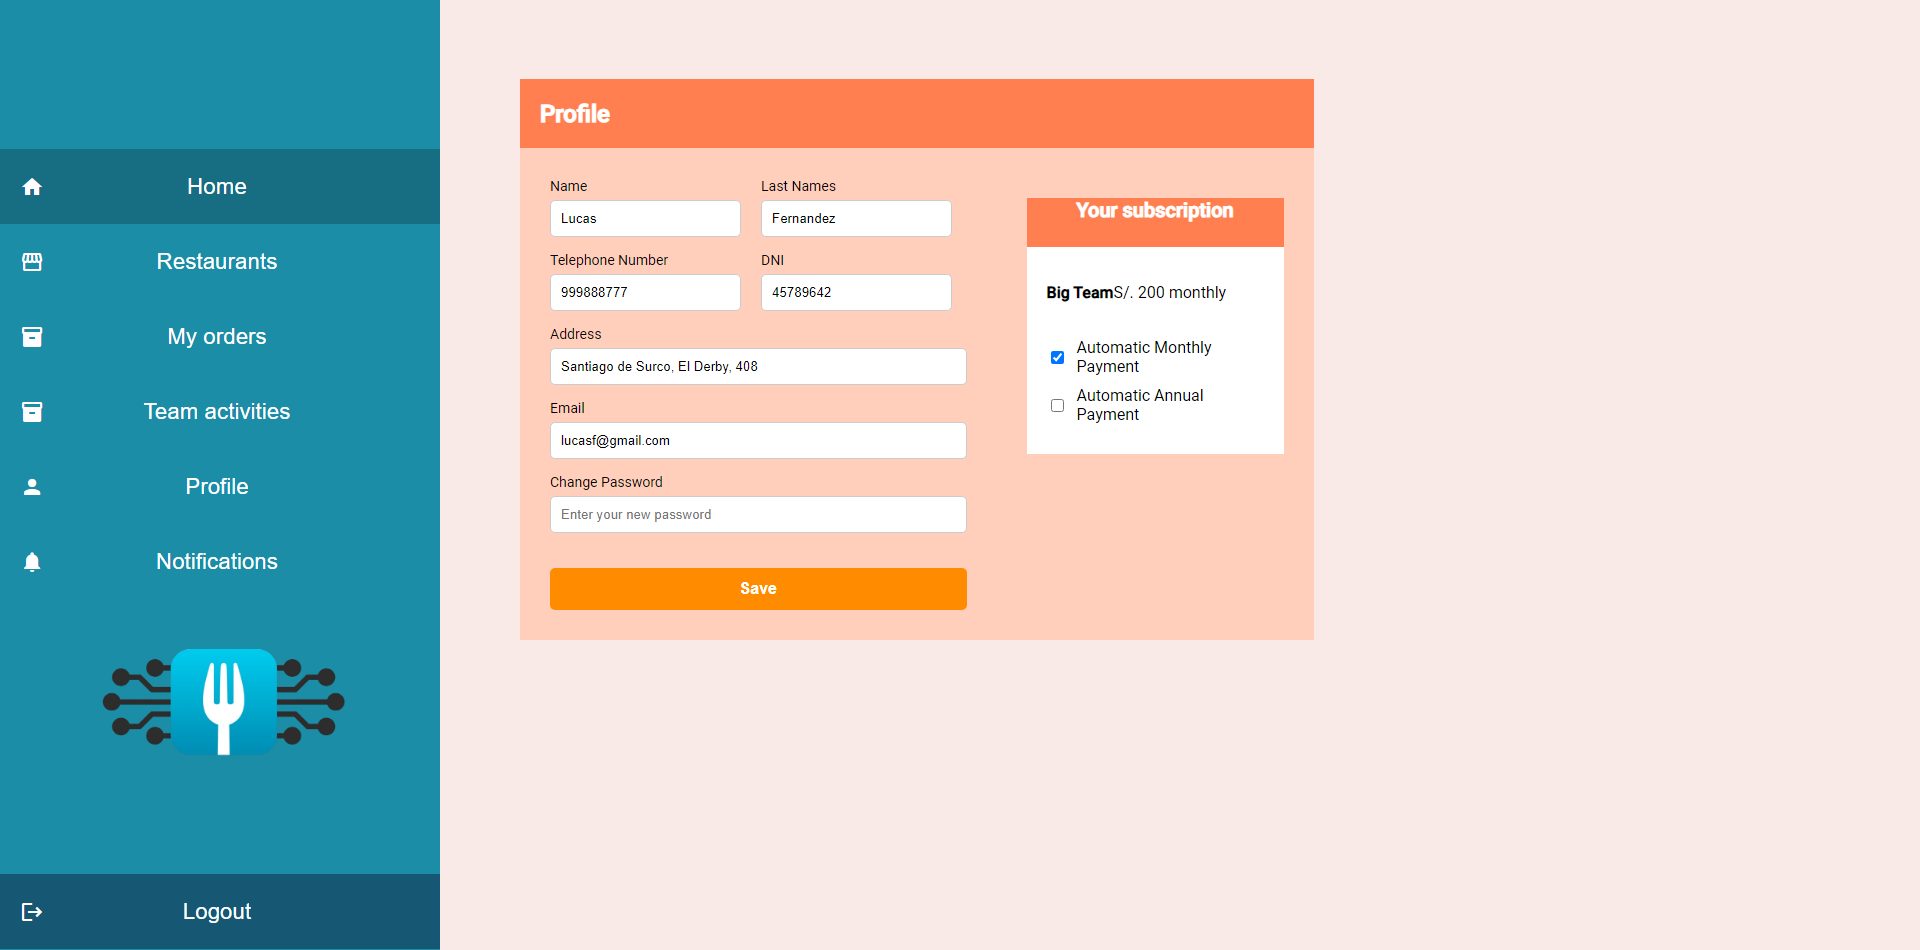 Home
Restaurants
My orders
Team activities
Profile
Notifications
Logout
Profile
Name
Last Names
Lucas
Fernandez
Telephone Number
DNI
999888777
45789642
Address
Santiago de Surco, El Derby, 408
Email
lucasf@gmail.com
Change Password
Enter your new password
Save
Your subscription
Big TeamS/. 200 monthly
Automatic Monthly
Payment
Automatic Annual
Payment